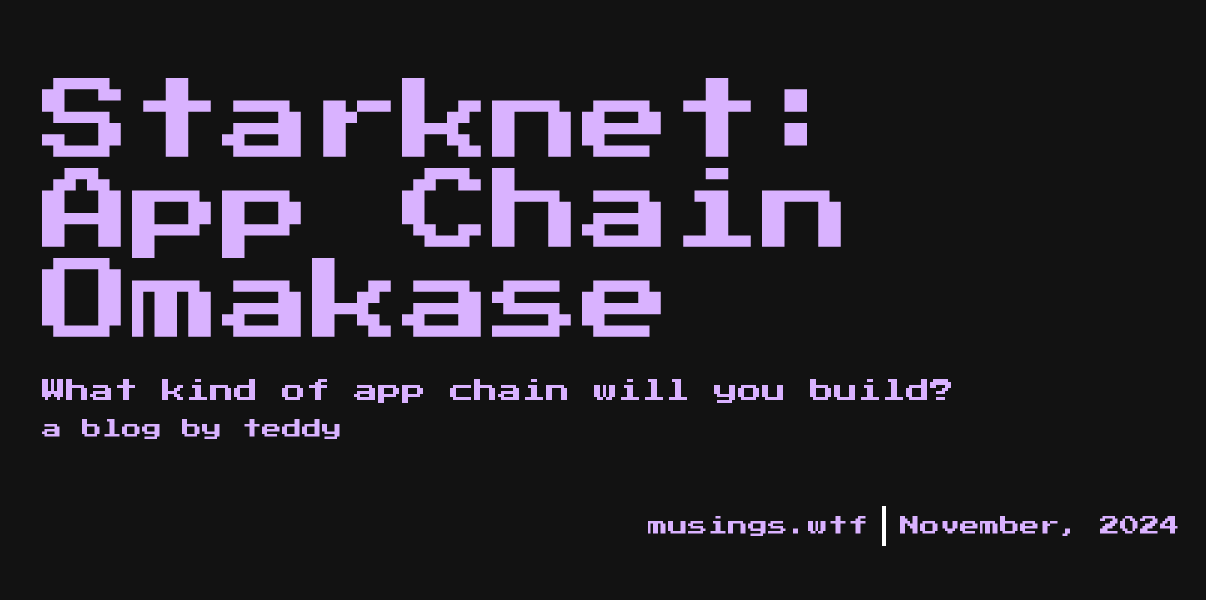 Starknet:
App Chain
Omakase
What kind of app chain will you build?
a blog by teddy
musings.wtf | November, 2024